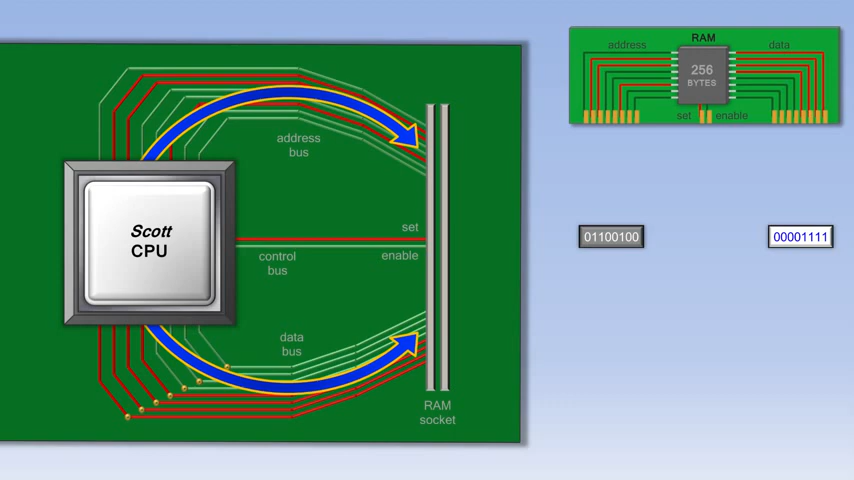 RAM
address
data
256
BYTES
set
enable
address
bus
Scott
CPU
set
control
bus
enable
01100100
00001111
data
bus
RAM
socket